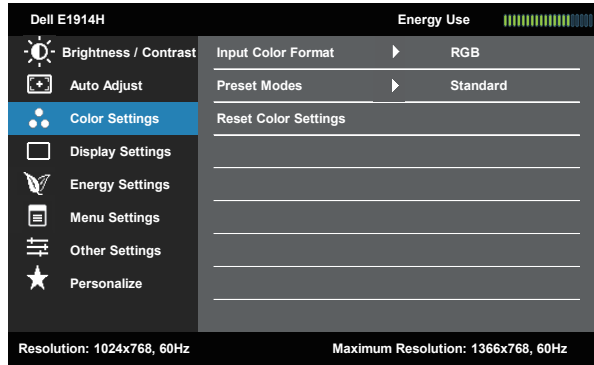 Dell E1914H Energy Use
Brightness / Contrast Input Color Format RGB
Auto Adjust Preset Modes Standard
Color Settings Reset Color Settings
Display Settings
Energy Settings
Menu Settings
Other Settings
Personalize
Resolution: 1024x768, 60Hz Maximum Resolution: 1366x768, 60Hz